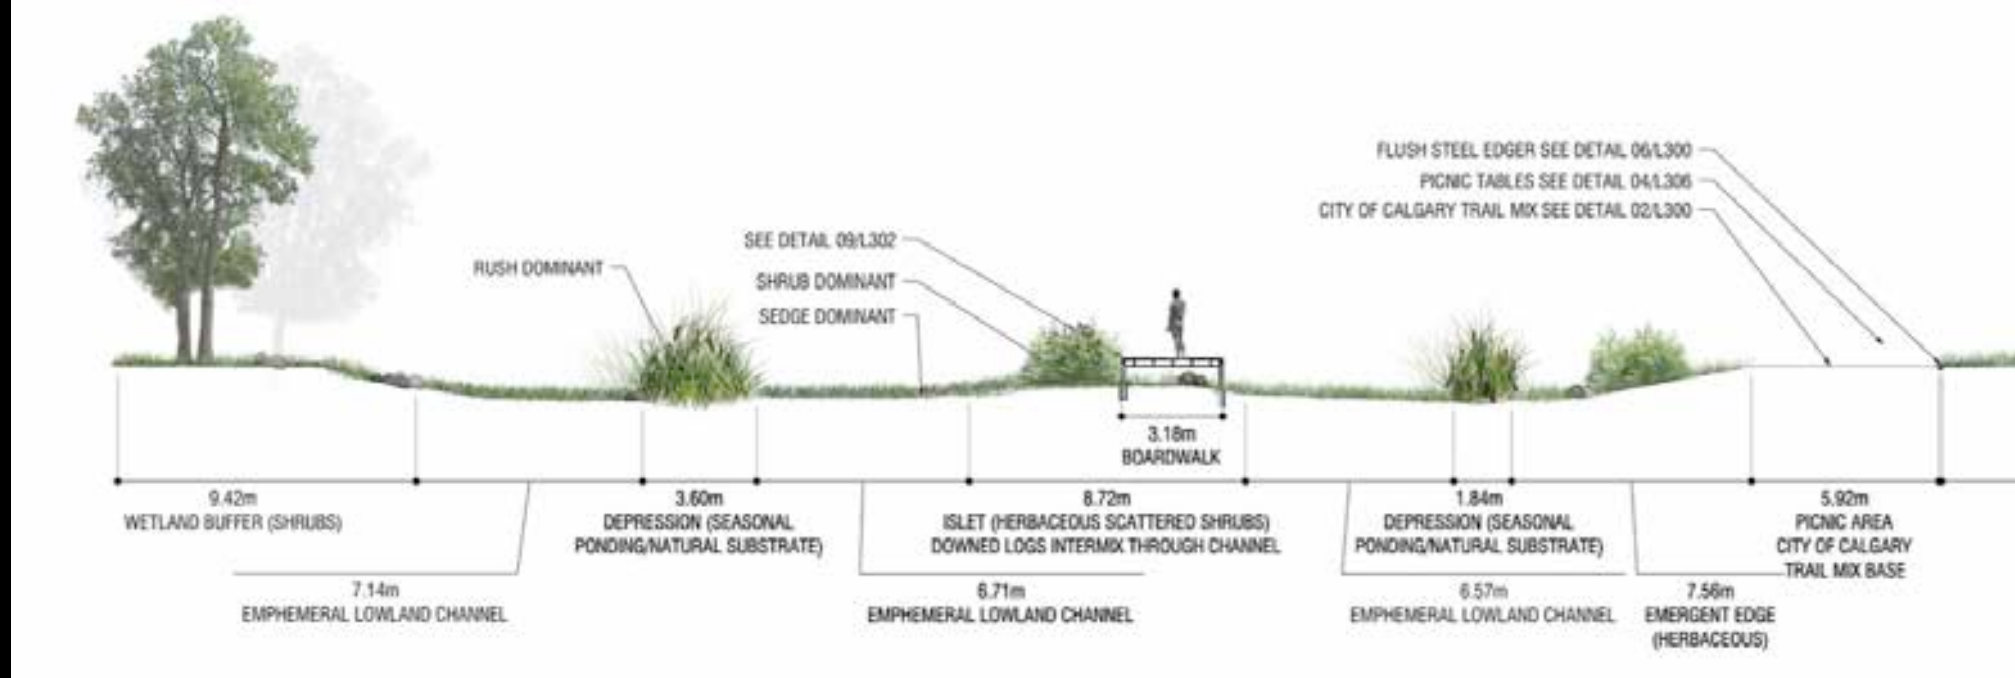 FLUSH STEEL EDGER SEE DETAIL 06/L300
PICNIC TABLES SEE DETAIL 04/L306
CITY OF CALGARY TRAIL MIX SEE DETAIL 02/L300
SEE DETAIL 09/L302
RUSH DOMINANT
SHRUB DOMINANT
SEDGE DOMINANT
3.18m
BOARDWALK
9.42m
WETLAND BUFFER (SHRUBS)
7.14m
EMPHEMERAL LOWLAND CHANNEL
3.60m
DEPRESSION (SEASONAL
PONDING/NATURAL SUBSTRATE)
6.71m
EMPHEMERAL LOWLAND CHANNEL
8.72m
ISLET (HERBACEOUS SCATTERED SHRUBS)
DOWNED LOGS INTERMIX THROUGH CHANNEL
6.57m
EMPHEMERAL LOWLAND CHANNEL
1.84m
DEPRESSION (SEASONAL
PONDING/NATURAL SUBSTRATE)
7.56m
EMERGENT EDGE
(HERBACEOUS)
5.92m
PICNIC AREA
CITY OF CALGARY
TRAIL MIX BASE